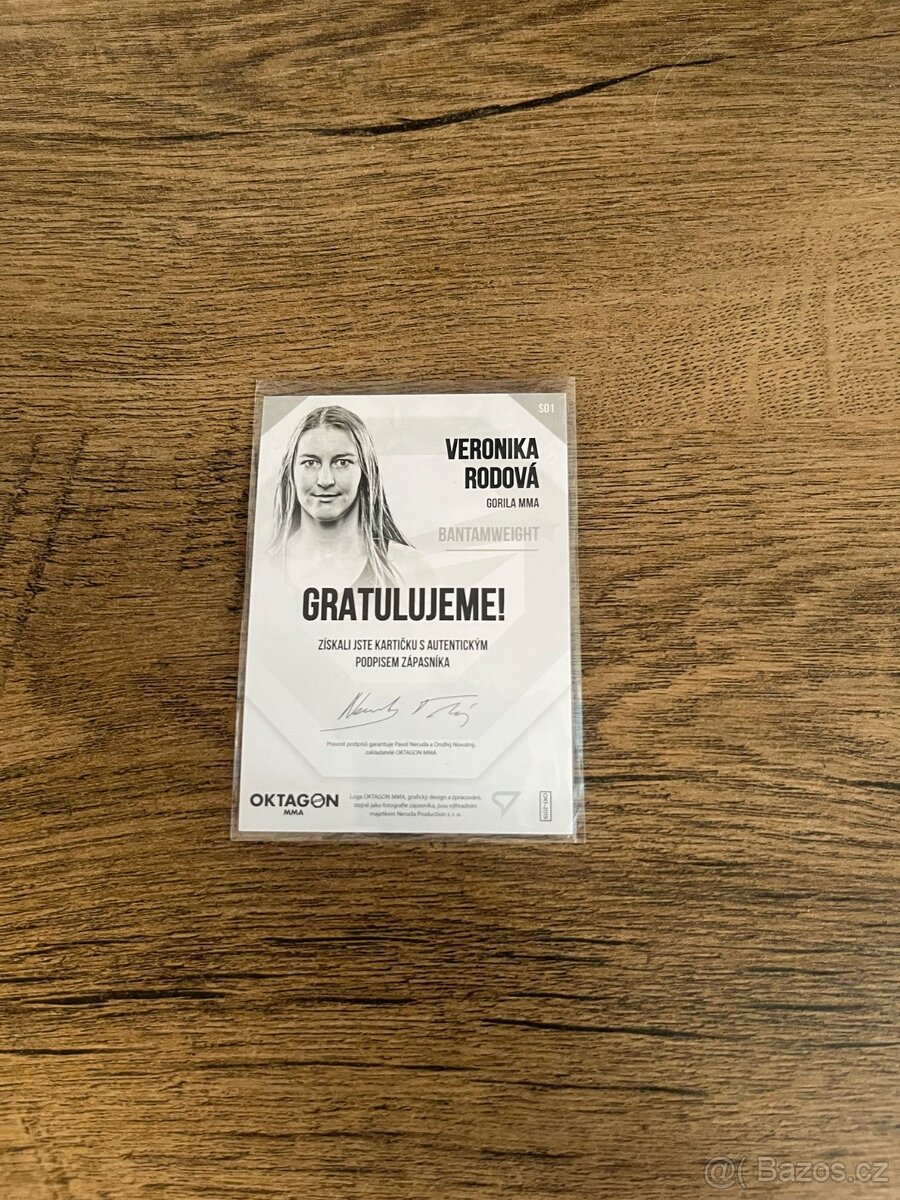 S01
VERONIKA
RODOVÁ
GORILA MMA
BANTAMWEIGHT
GRATULUJEME!
ZÍSKALI JSTE KARTIČKU S AUTENTICKÝM
PODPISEM ZÁPASNÍKA
Pravost podpisů garantuje Pavol Neruda a Ondřej Novotný,
zakladatelé OKTAGON MMA
OKTAGON
MMA
Loga OKTAGON MMA, grafický design a zpracování,
stejně jako fotografie zápasníka, jsou výhradním
majetkem Neruda Production s. r. o.
@( Bazos.cz